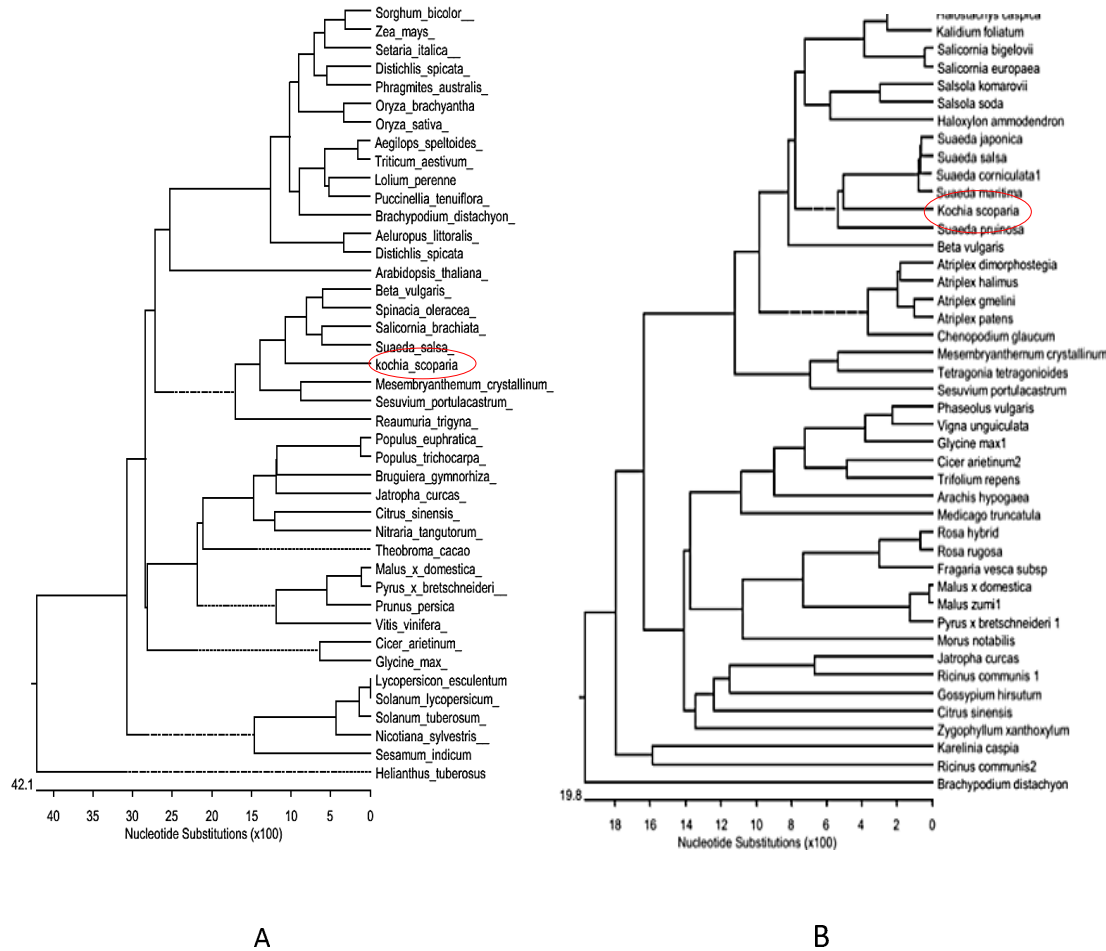 Sorghum_bicolor__
Zea_mays_
Setaria_italica__
Distichlis_spicata_
Phragmites_australis_
Oryza_brachyantha
Oryza_sativa_
Aegilops_speltoides_
Triticum_aestivum_
Lolium_perenne
Puccinellia_tenuiflora_
Brachypodium_distachyon_
Aeluropus_littoralis_
Distichlis_spicata
Arabidopsis_thaliana_
Beta_vulgaris_
Spinacia_oleracea_
Salicornia_brachiata_
Suaeda_salsa_
kochia_scoparia
Mesembryanthemum_crystallinum_
Sesuvium_portulacastrum_
Reaumuria_trigyna_
Populus_euphratica_
Populus_trichocarpa_
Bruguiera_gymnorhiza_
Jatropha_curcas_
Citrus_sinensis_
Nitraria_tangutorum_
Theobroma_cacao
Malus_x_domestica_
Pyrus_x_bretschneideri__
Prunus_persica
Vitis_vinifera_
Cicer_arietinum_
Glycine_max_
Lycopersicon_esculentum
Solanum_lycopersicum_
Solanum_tuberosum_
Nicotiana_sylvestris__
Sesamum_indicum
Helianthus_tuberosus
42.1
40 35 30 25 20 15 10 5 0
Nucleotide Substitutions (x100)
A
Halostachys caspica
Kalidium foliatum
Salicornia bigelovii
Salicornia europaea
Salsola komarovii
Salsola soda
Haloxylon ammodendron
Suaeda japonica
Suaeda salsa
Suaeda corniculata1
Suaeda maritima
Kochia scoparia
Suaeda pruinosa
Beta vulgaris
Atriplex dimorphostegia
Atriplex halimus
Atriplex gmelini
Atriplex patens
Chenopodium glaucum
Mesembryanthemum crystallinum
Tetragonia tetragonioides
Sesuvium portulacastrum
Phaseolus vulgaris
Vigna unguiculata
Glycine max1
Cicer arietinum2
Trifolium repens
Arachis hypogaea
Medicago truncatula
Rosa hybrid
Rosa rugosa
Fragaria vesca subsp
Malus x domestica
Malus zumi1
Pyrus x bretschneideri 1
Morus notabilis
Jatropha curcas
Ricinus communis 1
Gossypium hirsutum
Citrus sinensis
Zygophyllum xanthoxylum
Karelinia caspia
Ricinus communis2
Brachypodium distachyon
19.8
18 16 14 12 10 8 6 4 2 0
Nucleotide Substitutions (x100)
B